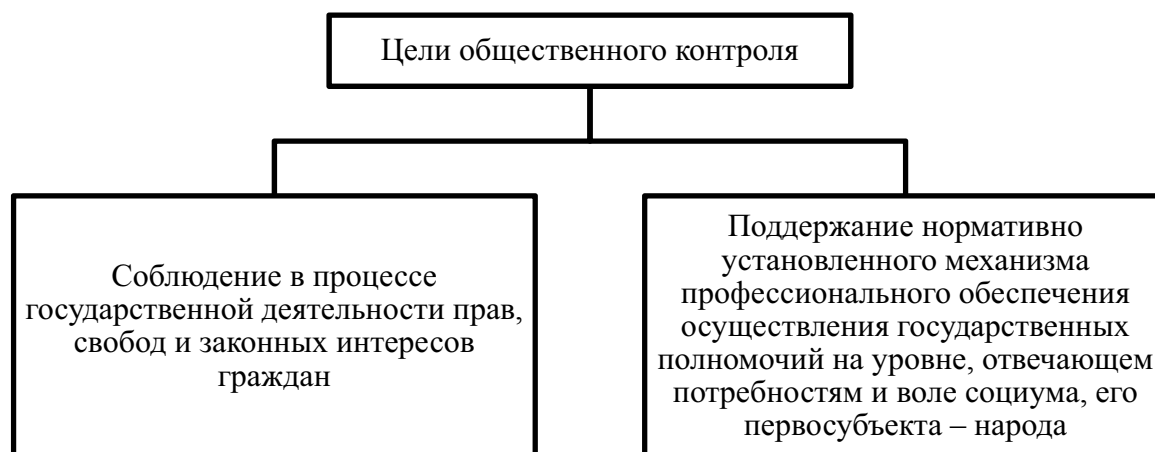 Цели общественного контроля
Соблюдение в процессе
государственной деятельности прав,
свобод и законных интересов
граждан
Поддержание нормативно
установленного механизма
профессионального обеспечения
осуществления государственных
полномочий на уровне, отвечающем
потребностям и воле социума, его
первосубъекта – народа